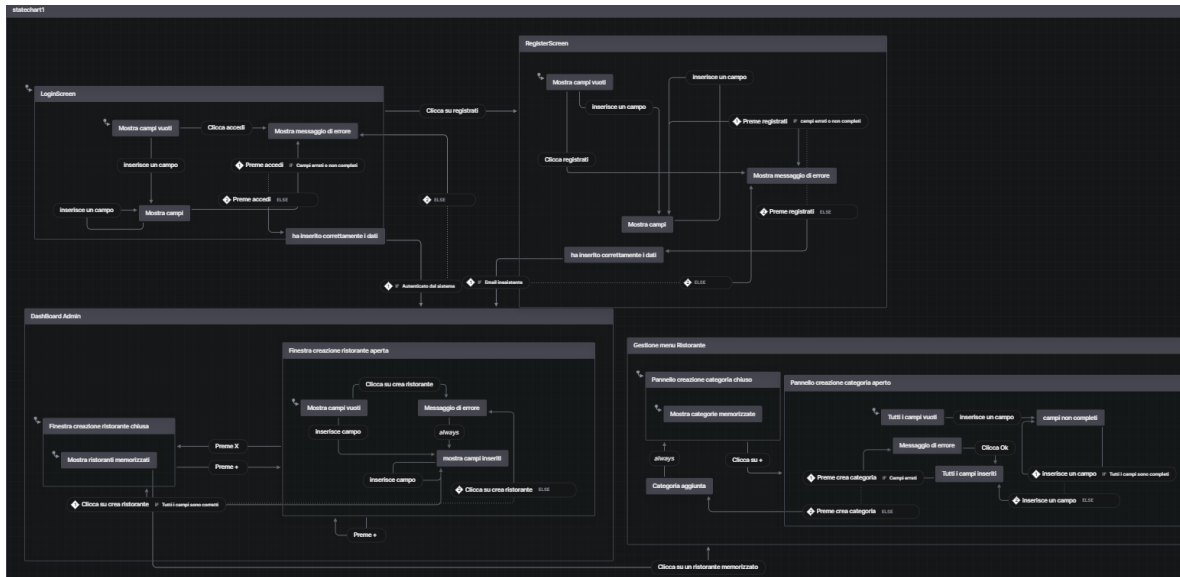 statechart1
RegisterScreen
Mostra campi vuoti
inserisce un campo
inserisce un campo
Preme registrati IF campi errati o non completi
Clicca registrati
Mostra messaggio di errore
Preme registrati ELSE
Mostra campi
ha inserito correttamente i dati
IF Email inesistente
ELSE
LoginScreen
Clicca su registrati
Mostra campi vuoti
Clicca accedi
Mostra messaggio di errore
inserisce un campo
Preme accedi IF Campi errati o non completi
Preme accedi ELSE
ELSE
inserisce un campo
Mostra campi
ha inserito correttamente i dati
IF Autenticato dal sistema
DashBoard Admin
Finestra creazione ristorante aperta
Clicca su crea ristorante
Mostra campi vuoti
Messaggio di errore
inserisce campo
always
mostra campi inseriti
inserisce campo
Clicca su crea ristorante ELSE
Finestra creazione ristorante chiusa
Mostra ristoranti memorizzati
Preme X
Preme +
Clicca su crea ristorante IF Tutti i campi sono corretti
Preme +
Gestione menu Ristorante
Pannello creazione categoria chiuso
Mostra categorie memorizzate
always
Clicca su +
Categoria aggiunta
Pannello creazione categoria aperto
Tutti i campi vuoti
inserisce un campo
campi non completi
Messaggio di errore
Clicca Ok
Preme crea categoria IF Campi errati
Tutti i campi inseriti
inserisce un campo IF Tutti i campi sono completi
inserisce un campo ELSE
Preme crea categoria ELSE
Clicca su un ristorante memorizzato